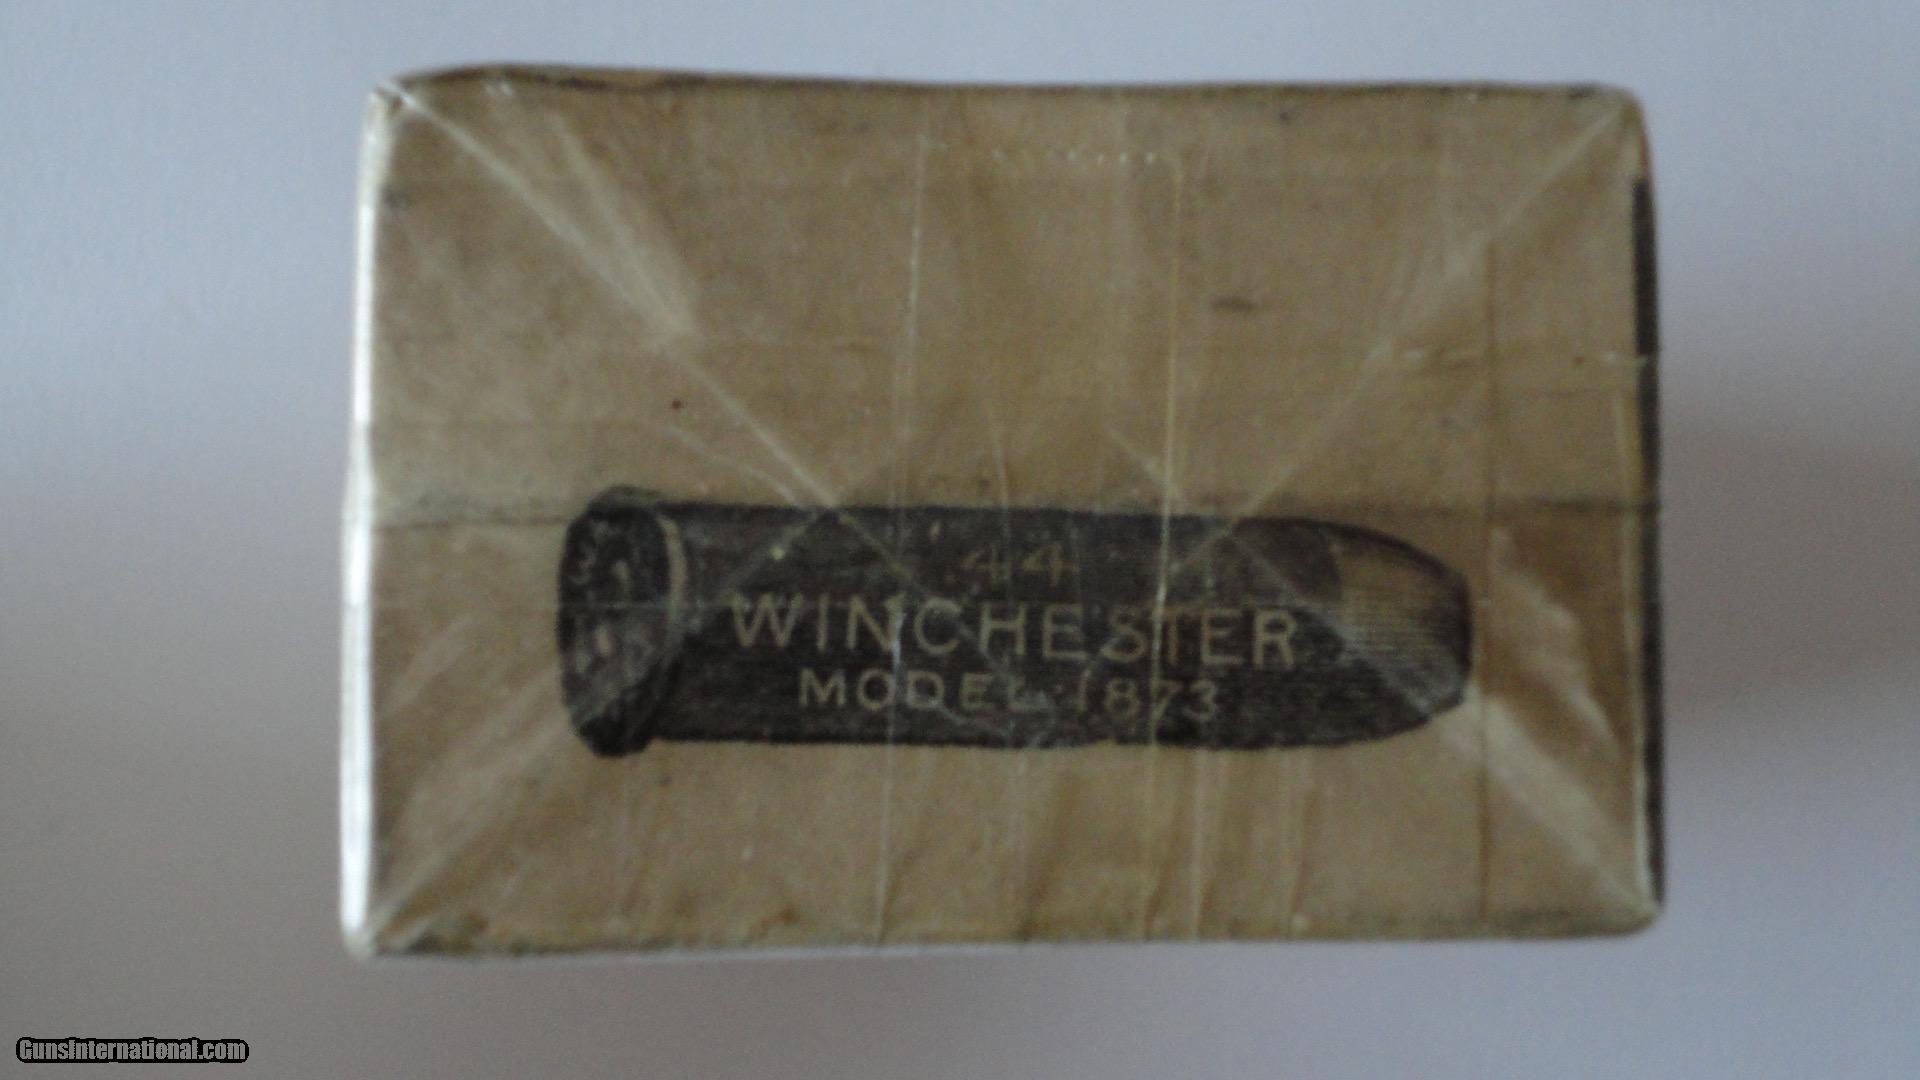 .44
WINCHESTER
MODEL 1873
GunsInternational.com